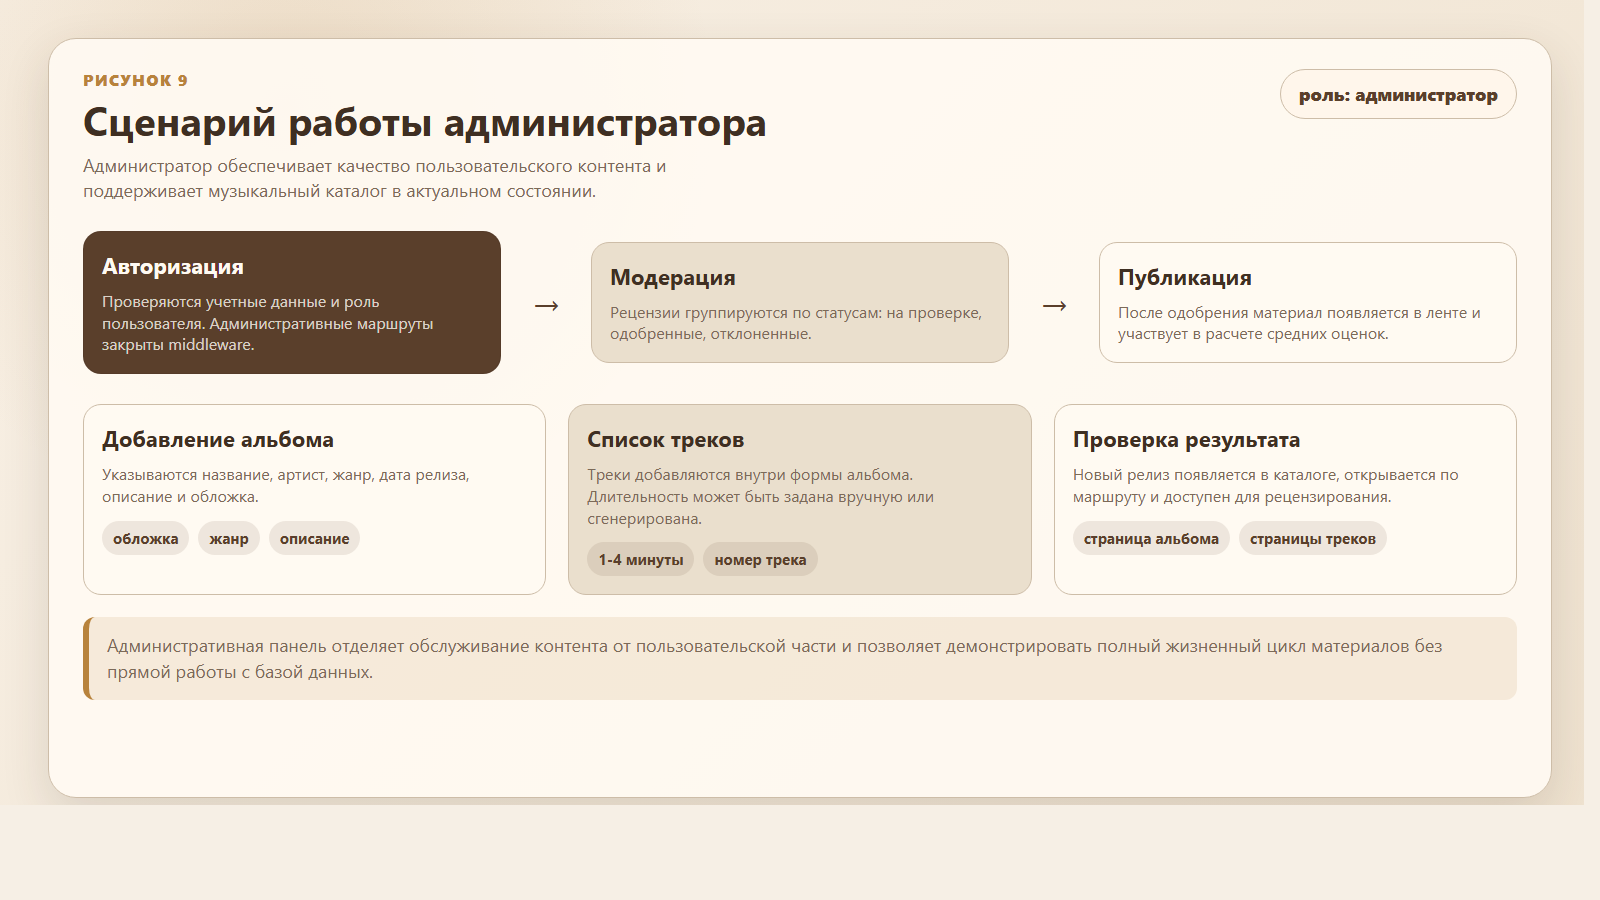 РИСУНОК 9
роль: администратор
Сценарий работы администратора
Администратор обеспечивает качество пользовательского контента и
поддерживает музыкальный каталог в актуальном состоянии.
Авторизация
Проверяются учетные данные и роль
пользователя. Административные маршруты
закрыты middleware.
→
Модерация
Рецензии группируются по статусам: на проверке,
одобренные, отклоненные.
→
Публикация
После одобрения материал появляется в ленте и
участвует в расчете средних оценок.
Добавление альбома
Указываются название, артист, жанр, дата релиза,
описание и обложка.
обложка жанр описание
Список треков
Треки добавляются внутри формы альбома.
Длительность может быть задана вручную или
сгенерирована.
1-4 минуты номер трека
Проверка результата
Новый релиз появляется в каталоге, открывается по
маршруту и доступен для рецензирования.
страница альбома страницы треков
Административная панель отделяет обслуживание контента от пользовательской части и позволяет демонстрировать полный жизненный цикл материалов без
прямой работы с базой данных.